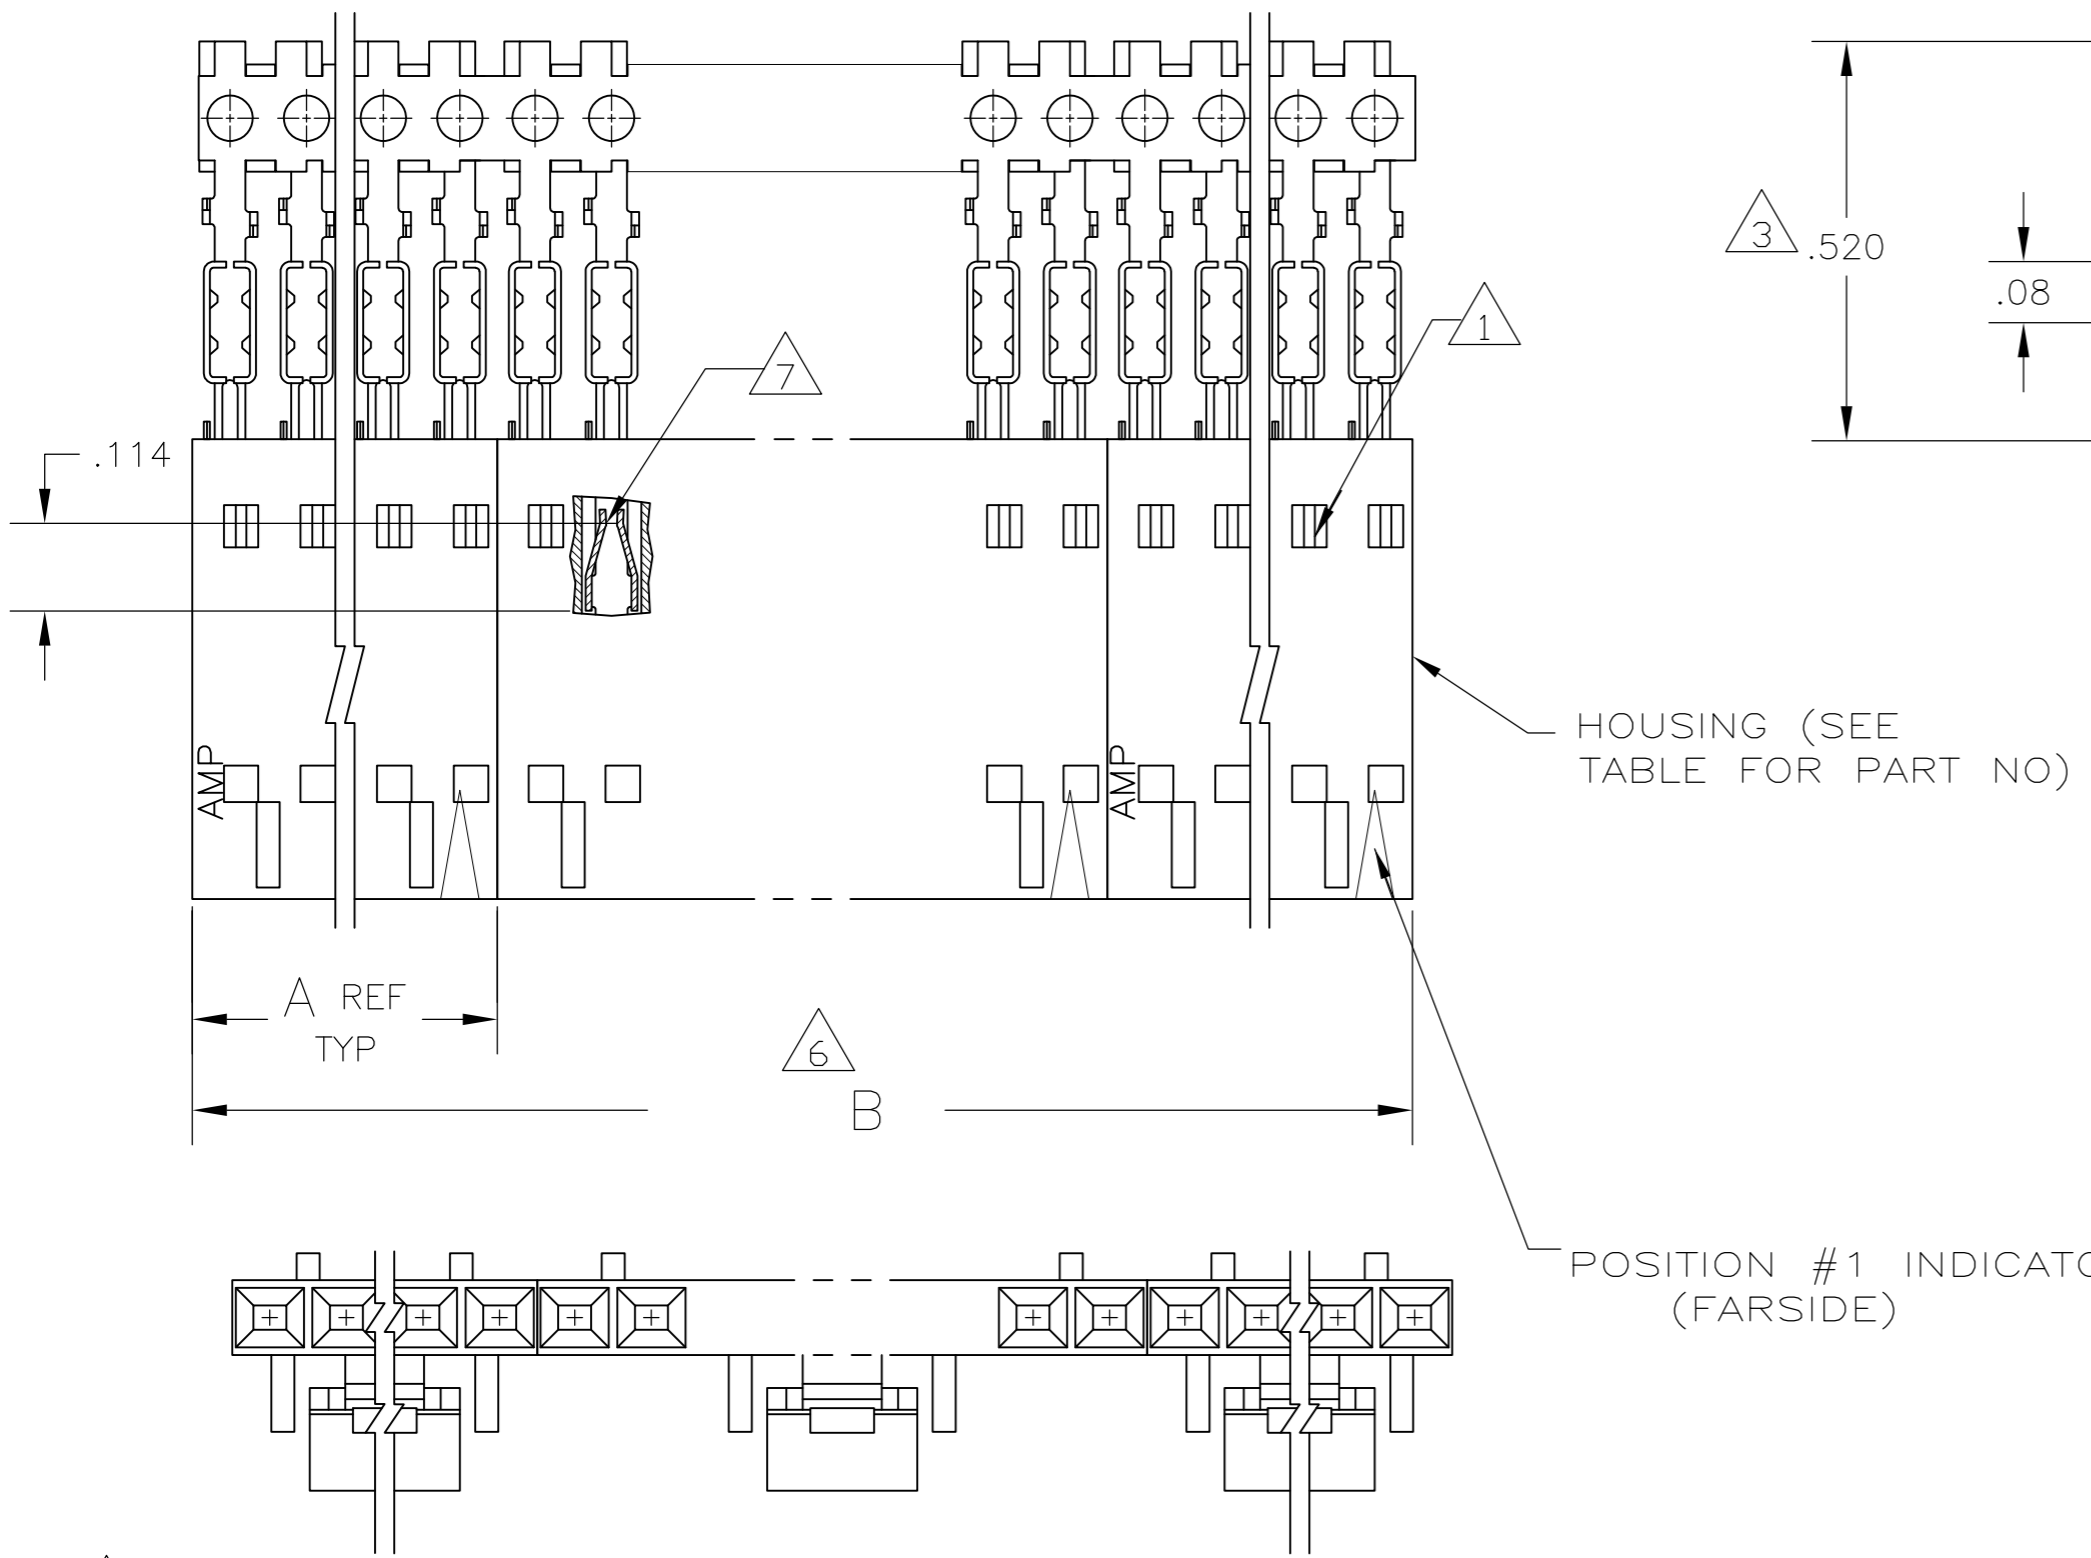 3 .520
.08
1
7
.114
HOUSING (SEE
TABLE FOR PART NO)
AMP
AMP
A REF
TYP
6
B
POSITION #1 INDICATO
(FARSIDE)